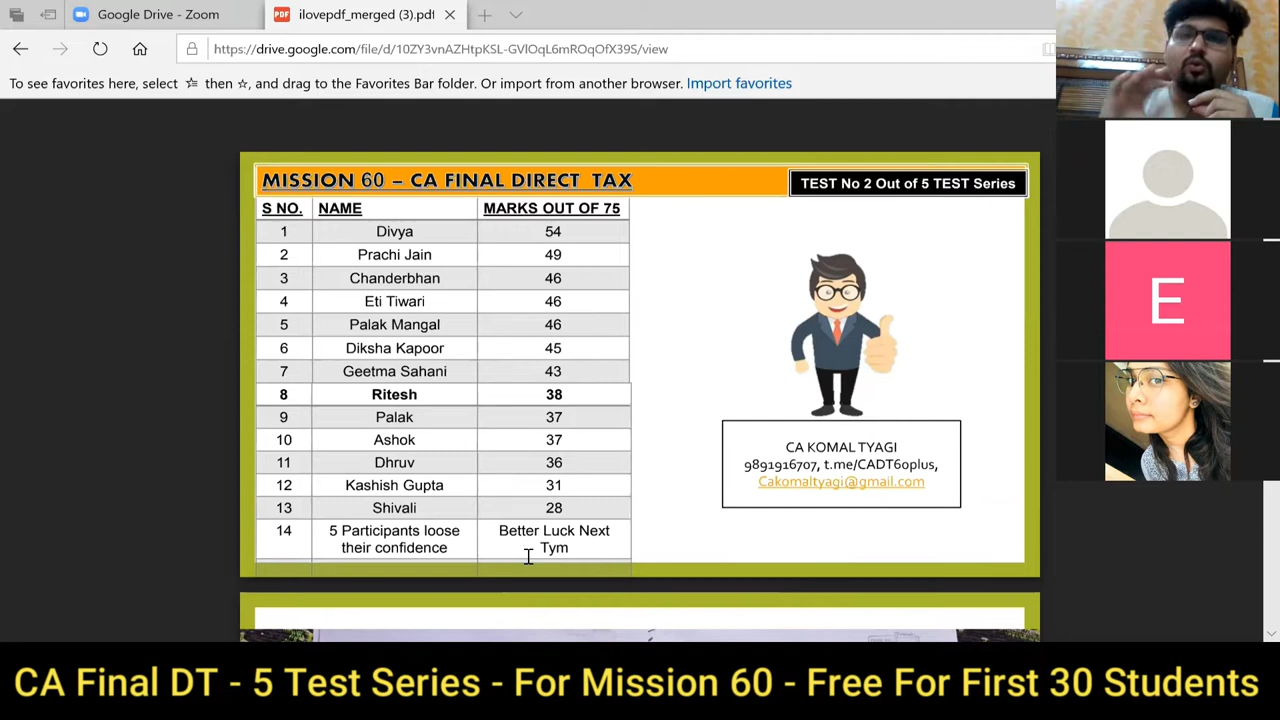 Google Drive - Zoom
ilovepdf_merged (3).pdf
https://drive.google.com/file/d/10ZY3vnAZHtpKSL-GVlOqL6mROqOfX39S/view
To see favorites here, select then , and drag to the Favorites Bar folder. Or import from another browser. Import favorites
MISSION 60 – CA FINAL DIRECT TAX
TEST No 2 Out of 5 TEST Series
S NO. NAME MARKS OUT OF 75
1 Divya 54
2 Prachi Jain 49
3 Chanderbhan 46
4 Eti Tiwari 46
5 Palak Mangal 46
6 Diksha Kapoor 45
7 Geetma Sahani 43
8 Ritesh 38
9 Palak 37
10 Ashok 37
11 Dhruv 36
12 Kashish Gupta 31
13 Shivali 28
14 5 Participants loose Better Luck Next
their confidence Tym
CA KOMAL TYAGI
9891916707, t.me/CADT60plus,
Cakomaltyagi@gmail.com
E
CA Final DT - 5 Test Series - For Mission 60 - Free For First 30 Students